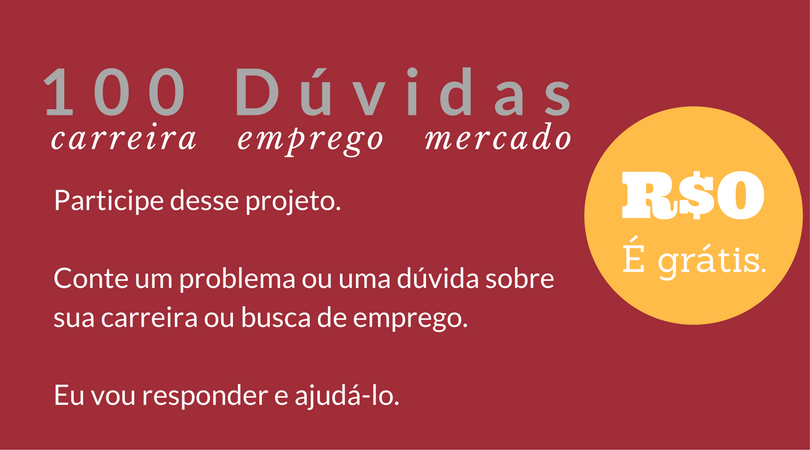 100 Dúvidas
carreira emprego mercado
Participe desse projeto.
Conte um problema ou uma dúvida sobre
sua carreira ou busca de emprego.
Eu vou responder e ajudá-lo.
R$0
É grátis.